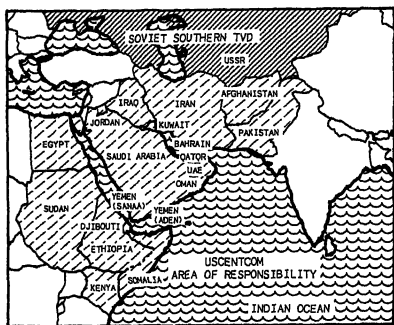 SOVIET SOUTHERN TVD
USSR
IRAQ
IRAN
AFGHANISTAN
JORDAN
KUWAIT
PAKISTAN
EGYPT
BAHRAIN
SAUDI ARABIA
QATOR
UAE
OMAN
SUDAN
YEMEN
(SANAA)
YEMEN
(ADEN)
DJIBOUTI
ETHIOPIA
USCENTCOM
AREA OF RESPONSIBILITY
SOMALIA
KENYA
INDIAN OCEAN